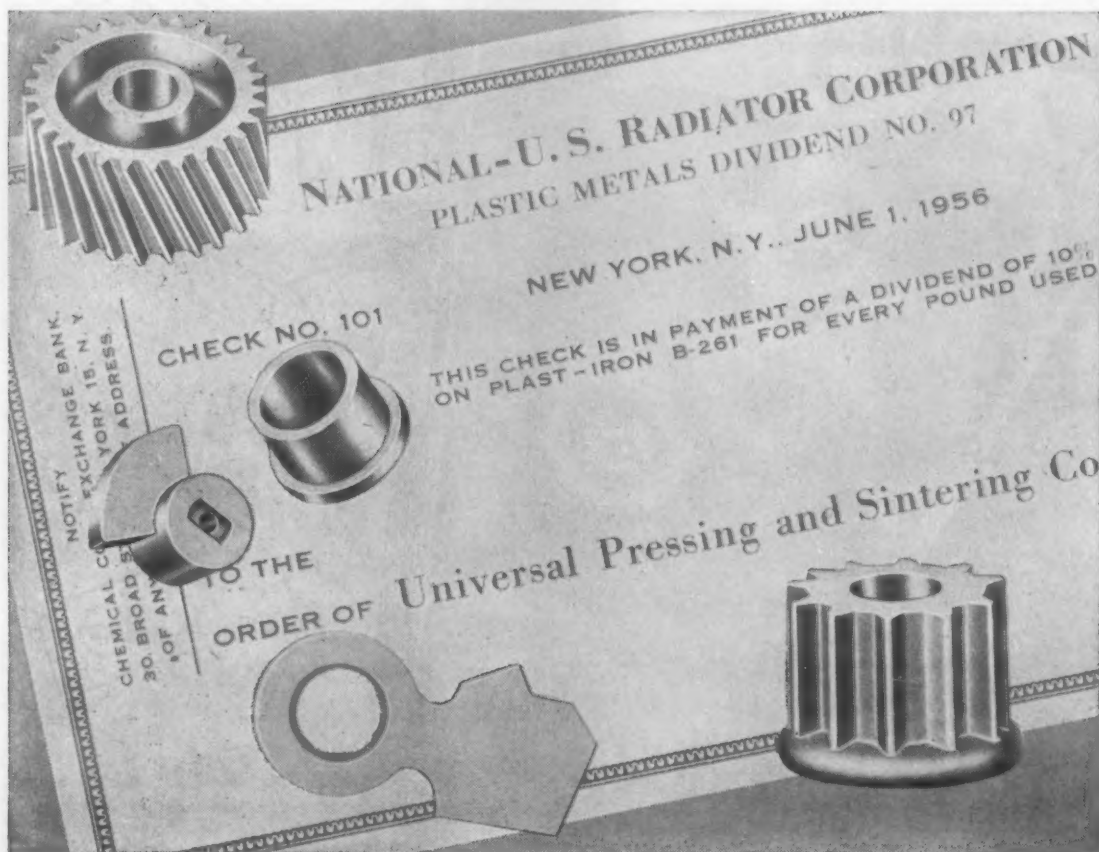 NATIONAL-U. S. RADIATOR CORPORATION
PLASTIC METALS DIVIDEND NO. 97
NEW YORK, N. Y., JUNE 1, 1956
CHECK NO. 101
THIS CHECK IS IN PAYMENT OF A DIVIDEND OF 10%
ON PLAST-IRON B-261 FOR EVERY POUND USED
TO THE
ORDER OF Universal Pressing and Sintering Co
NOTIFY
CHEMICAL EXCHANGE BANK,
30 BROAD YORK 15, N. Y.
OF ADDRESS